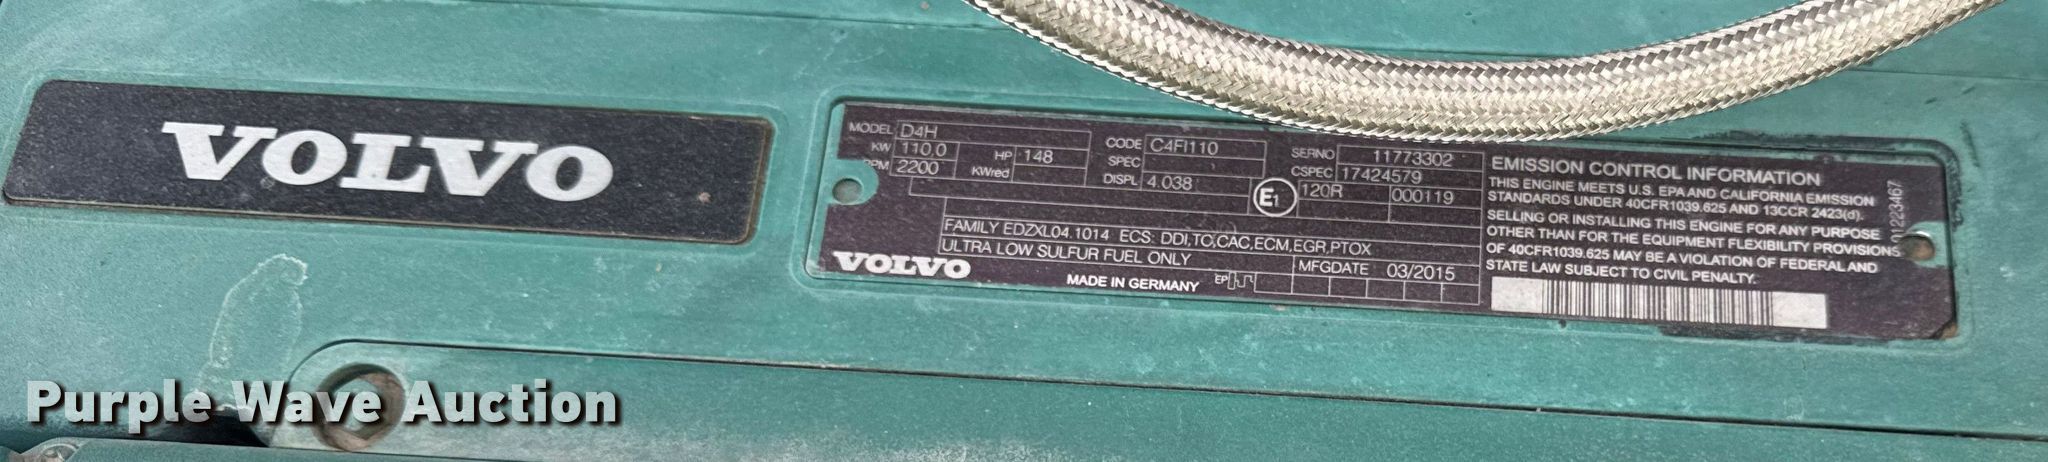 VOLVO
MODEL D4H
KW 110.0 HP 148
RPM 2200 KWred
CODE C4FI110
SPEC
DISPL 4.038
SERNO 11773302
CSPEC 17424579
E1 120R 000119
FAMILY EDZXL04.1014 ECS: DDI,TC,CAC,ECM,EGR,PTOX
ULTRA LOW SULFUR FUEL ONLY
MFGDATE 03/2015
VOLVO
MADE IN GERMANY
EP
EMISSION CONTROL INFORMATION
THIS ENGINE MEETS U.S. EPA AND CALIFORNIA EMISSION
STANDARDS UNDER 40CFR1039.625 AND 13CCR 2423(d).
SELLING OR INSTALLING THIS ENGINE FOR ANY PURPOSE
OTHER THAN FOR THE EQUIPMENT FLEXIBILITY PROVISIONS
OF 40CFR1039.625 MAY BE A VIOLATION OF FEDERAL AND
STATE LAW SUBJECT TO CIVIL PENALTY.
01223467
Purple Wave Auction